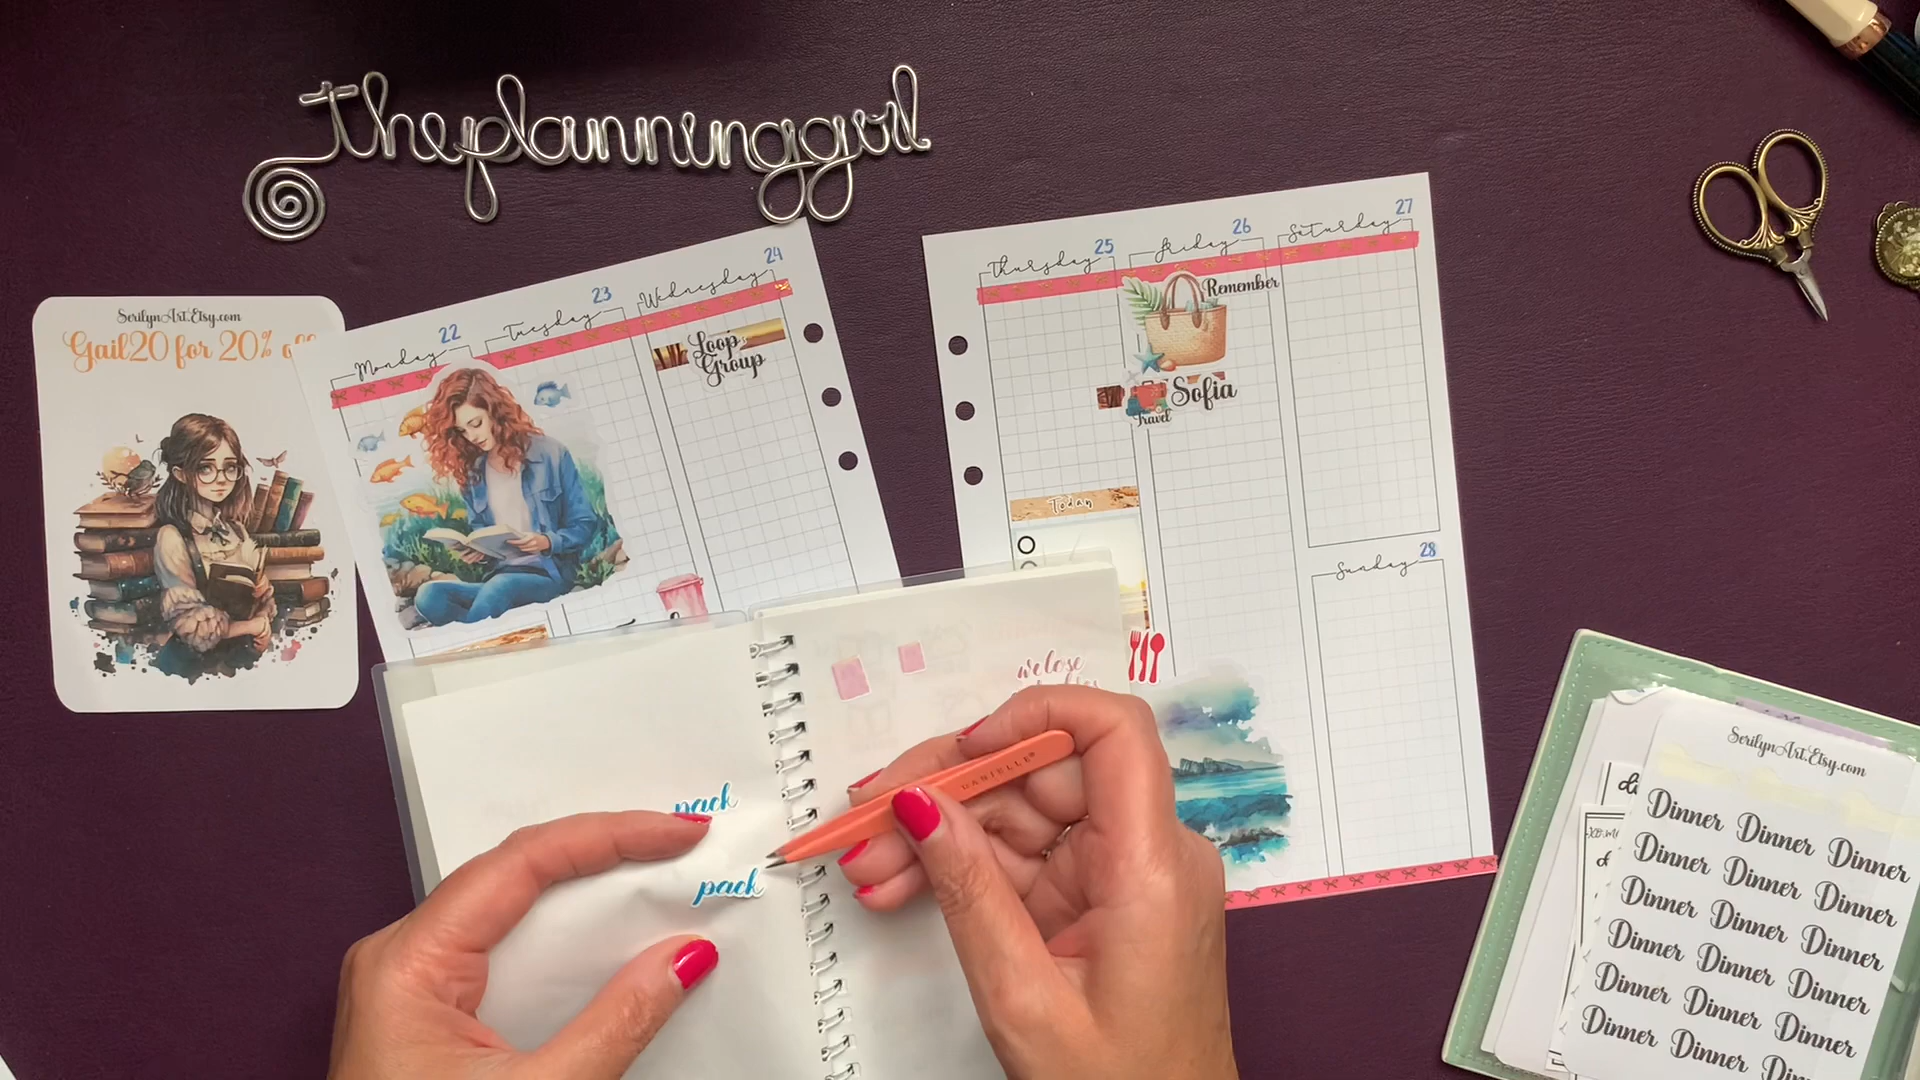 theplanninggirl
SerilynArt.Etsy.com
Gail20 for 20%
Monday 22
Tuesday 23
Wednesday 24
Loop
Group
Thursday 25
Friday 26
Saturday 27
Remember
Sofia
Travel
Today
Sunday 28
we lose
pack
pack
DANIELLE
SerilynArt.Etsy.com
Dinner Dinner Dinner
Dinner Dinner Dinner
Dinner Dinner Dinner
Dinner Dinner Dinner
Dinner Dinner Dinner
Dinner Dinner